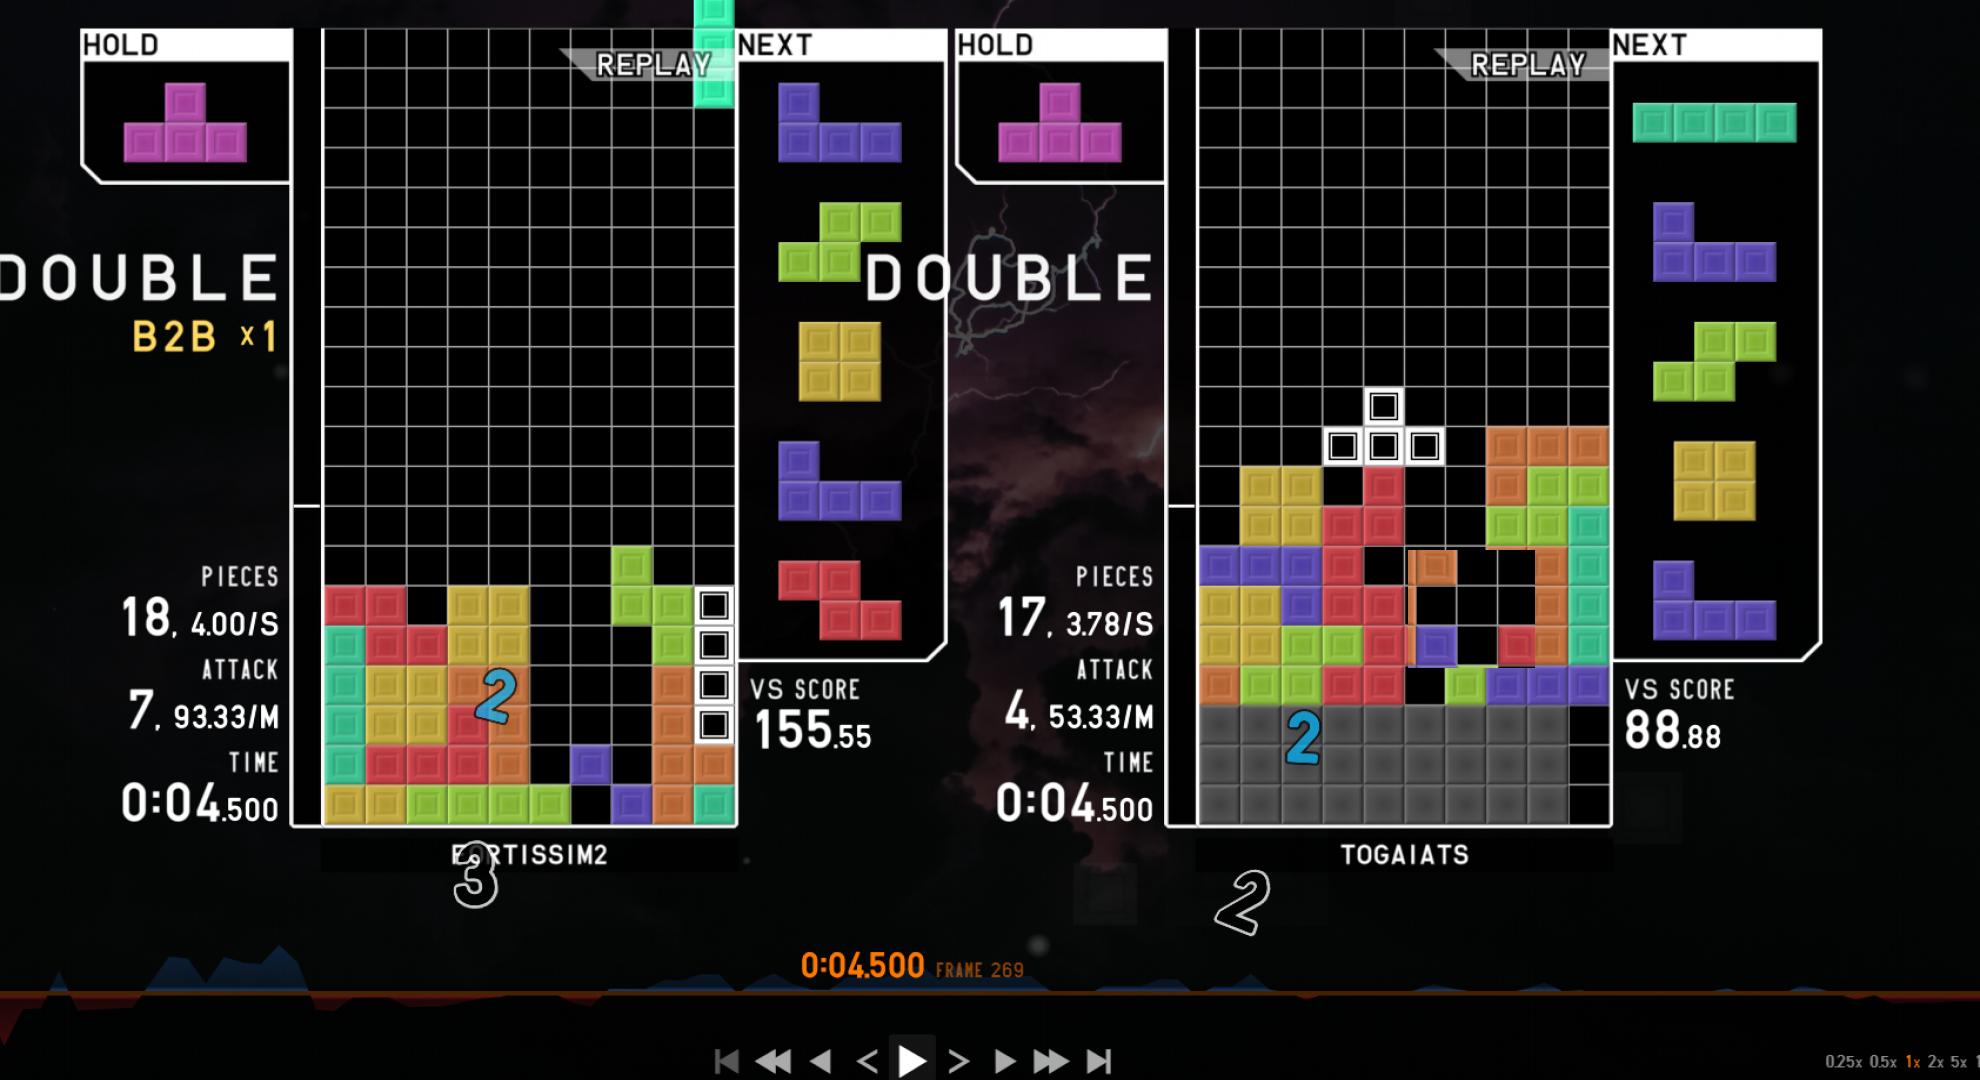 HOLD
REPLAY
NEXT
HOLD
REPLAY
NEXT
DOUBLE
B2B x1
DOUBLE
PIECES
18, 4.00/S
ATTACK
7, 93.33/M
TIME
0:04.500
2
VS SCORE
155.55
PIECES
17, 3.78/S
ATTACK
4, 53.33/M
TIME
0:04.500
2
VS SCORE
88.88
FORTISSIM2
3
TOGAIATS
2
0:04.500 FRAME 269
0.25x 0.5x 1x 2x 5x